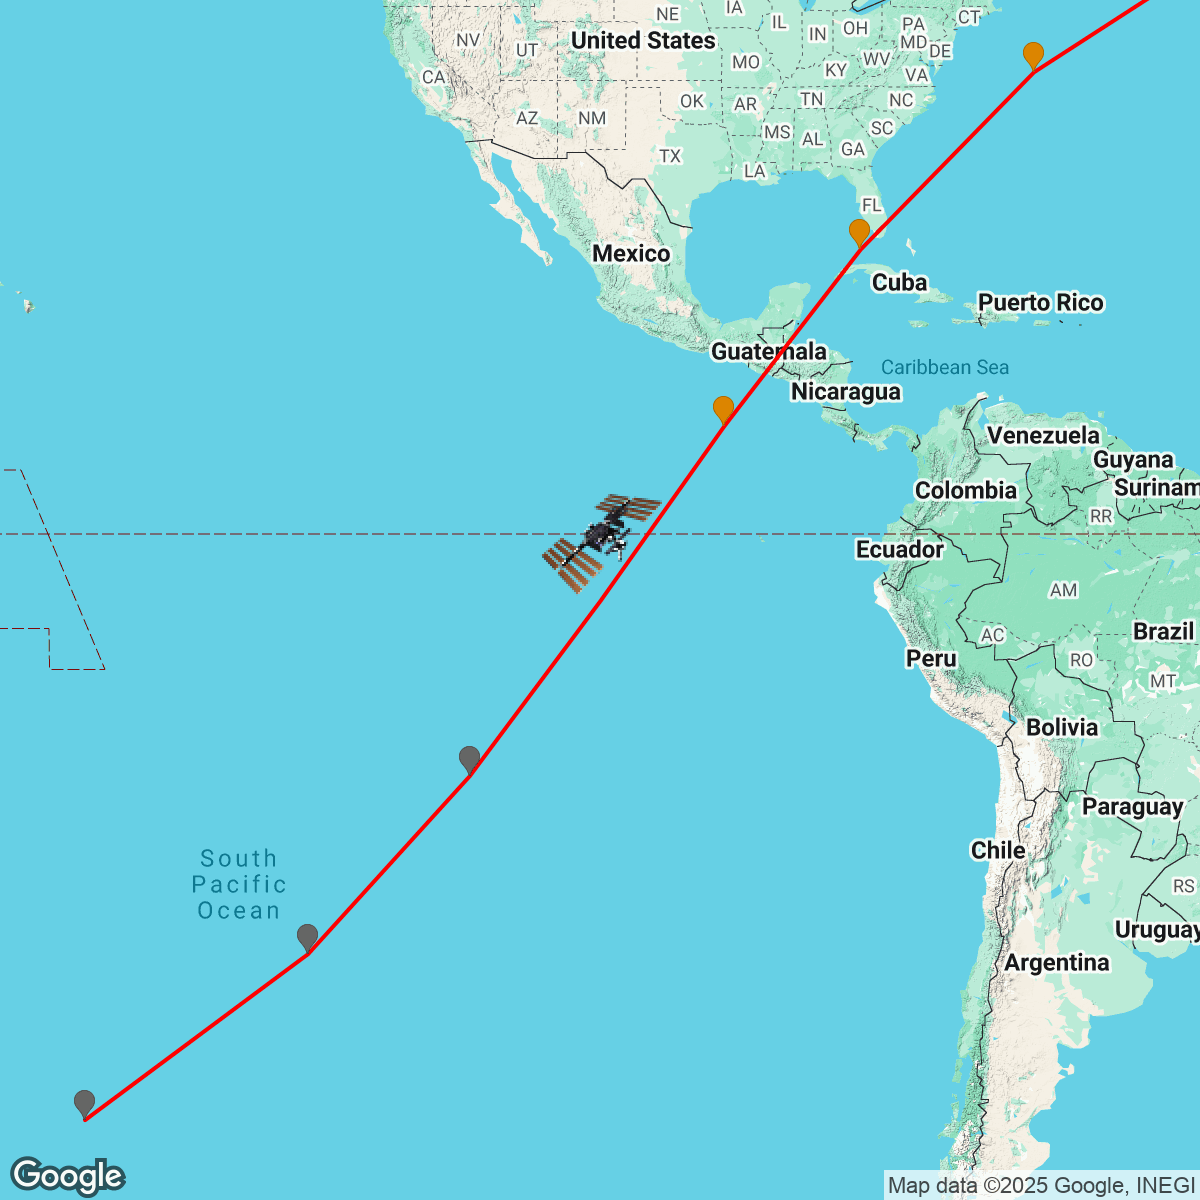 NE
IA
IL
IN
OH
PA
CT
NV
UT
United States
MD
DE
MO
KY
WV
VA
CA
OK
AR
TN
NC
AZ
NM
MS
AL
SC
GA
TX
LA
FL
Mexico
Cuba
Puerto Rico
Guatemala
Caribbean Sea
Nicaragua
Venezuela
Guyana
Colombia
Surinam
RR
Ecuador
AM
AC
Brazil
Peru
RO
MT
Bolivia
Paraguay
Chile
South
Pacific
Ocean
RS
Uruguay
Argentina
Google
Map data ©2025 Google, INEGI